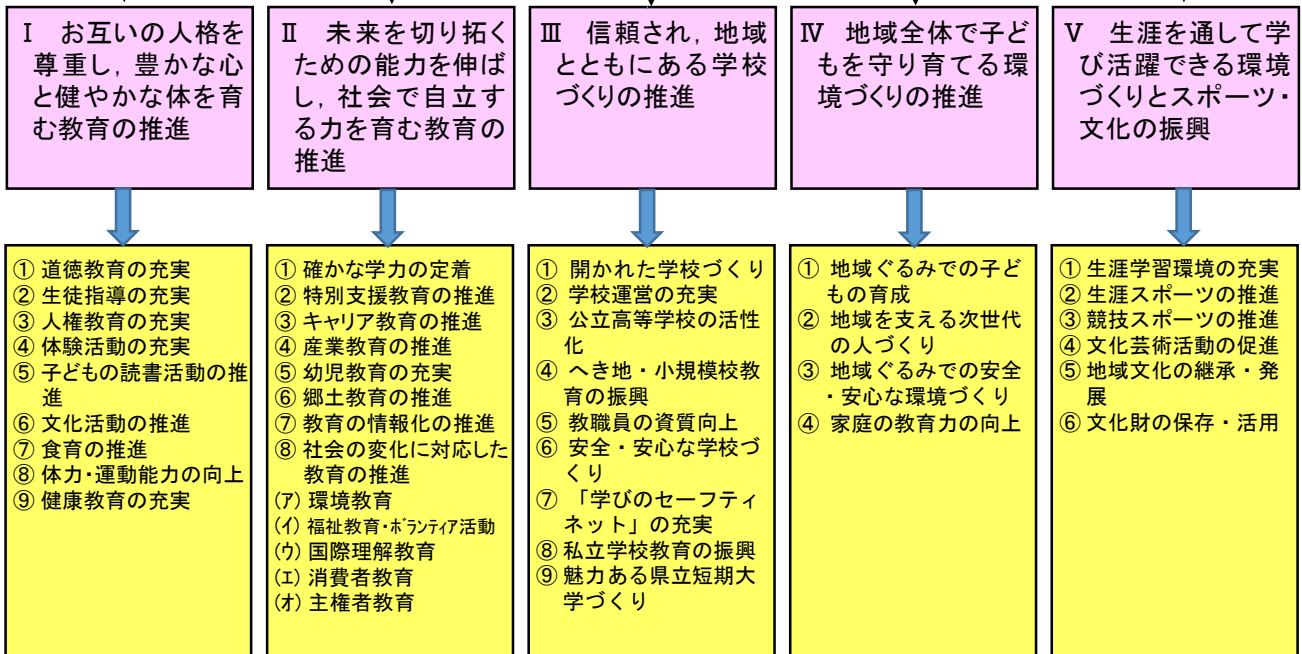 Ⅰ お互いの人格を
尊重し，豊かな心
と健やかな体を育
む教育の推進
Ⅱ 未来を切り拓く
ための能力を伸ば
し，社会で自立す
る力を育む教育の
推進
Ⅲ 信頼され，地域
とともにある学校
づくりの推進
Ⅳ 地域全体で子ど
もを守り育てる環
境づくりの推進
Ⅴ 生涯を通して学
び活躍できる環境
づくりとスポーツ・
文化の振興
① 道徳教育の充実
② 生徒指導の充実
③ 人権教育の充実
④ 体験活動の充実
⑤ 子どもの読書活動の推
進
⑥ 文化活動の推進
⑦ 食育の推進
⑧ 体力・運動能力の向上
⑨ 健康教育の充実
① 確かな学力の定着
② 特別支援教育の推進
③ キャリア教育の推進
④ 産業教育の推進
⑤ 幼児教育の充実
⑥ 郷土教育の推進
⑦ 教育の情報化の推進
⑧ 社会の変化に対応した
教育の推進
(ｱ) 環境教育
(ｲ) 福祉教育・ﾎﾞﾗﾝﾃｨｱ活動
(ｳ) 国際理解教育
(ｴ) 消費者教育
(ｵ) 主権者教育
① 開かれた学校づくり
② 学校運営の充実
③ 公立高等学校の活性
化
④ へき地・小規模校教
育の振興
⑤ 教職員の資質向上
⑥ 安全・安心な学校づ
くり
⑦ 「学びのセーフティ
ネット」の充実
⑧ 私立学校教育の振興
⑨ 魅力ある県立短期大
学づくり
① 地域ぐるみでの子ど
もの育成
② 地域を支える次世代
の人づくり
③ 地域ぐるみでの安全
・安心な環境づくり
④ 家庭の教育力の向上
① 生涯学習環境の充実
② 生涯スポーツの推進
③ 競技スポーツの推進
④ 文化芸術活動の促進
⑤ 地域文化の継承・発
展
⑥ 文化財の保存・活用